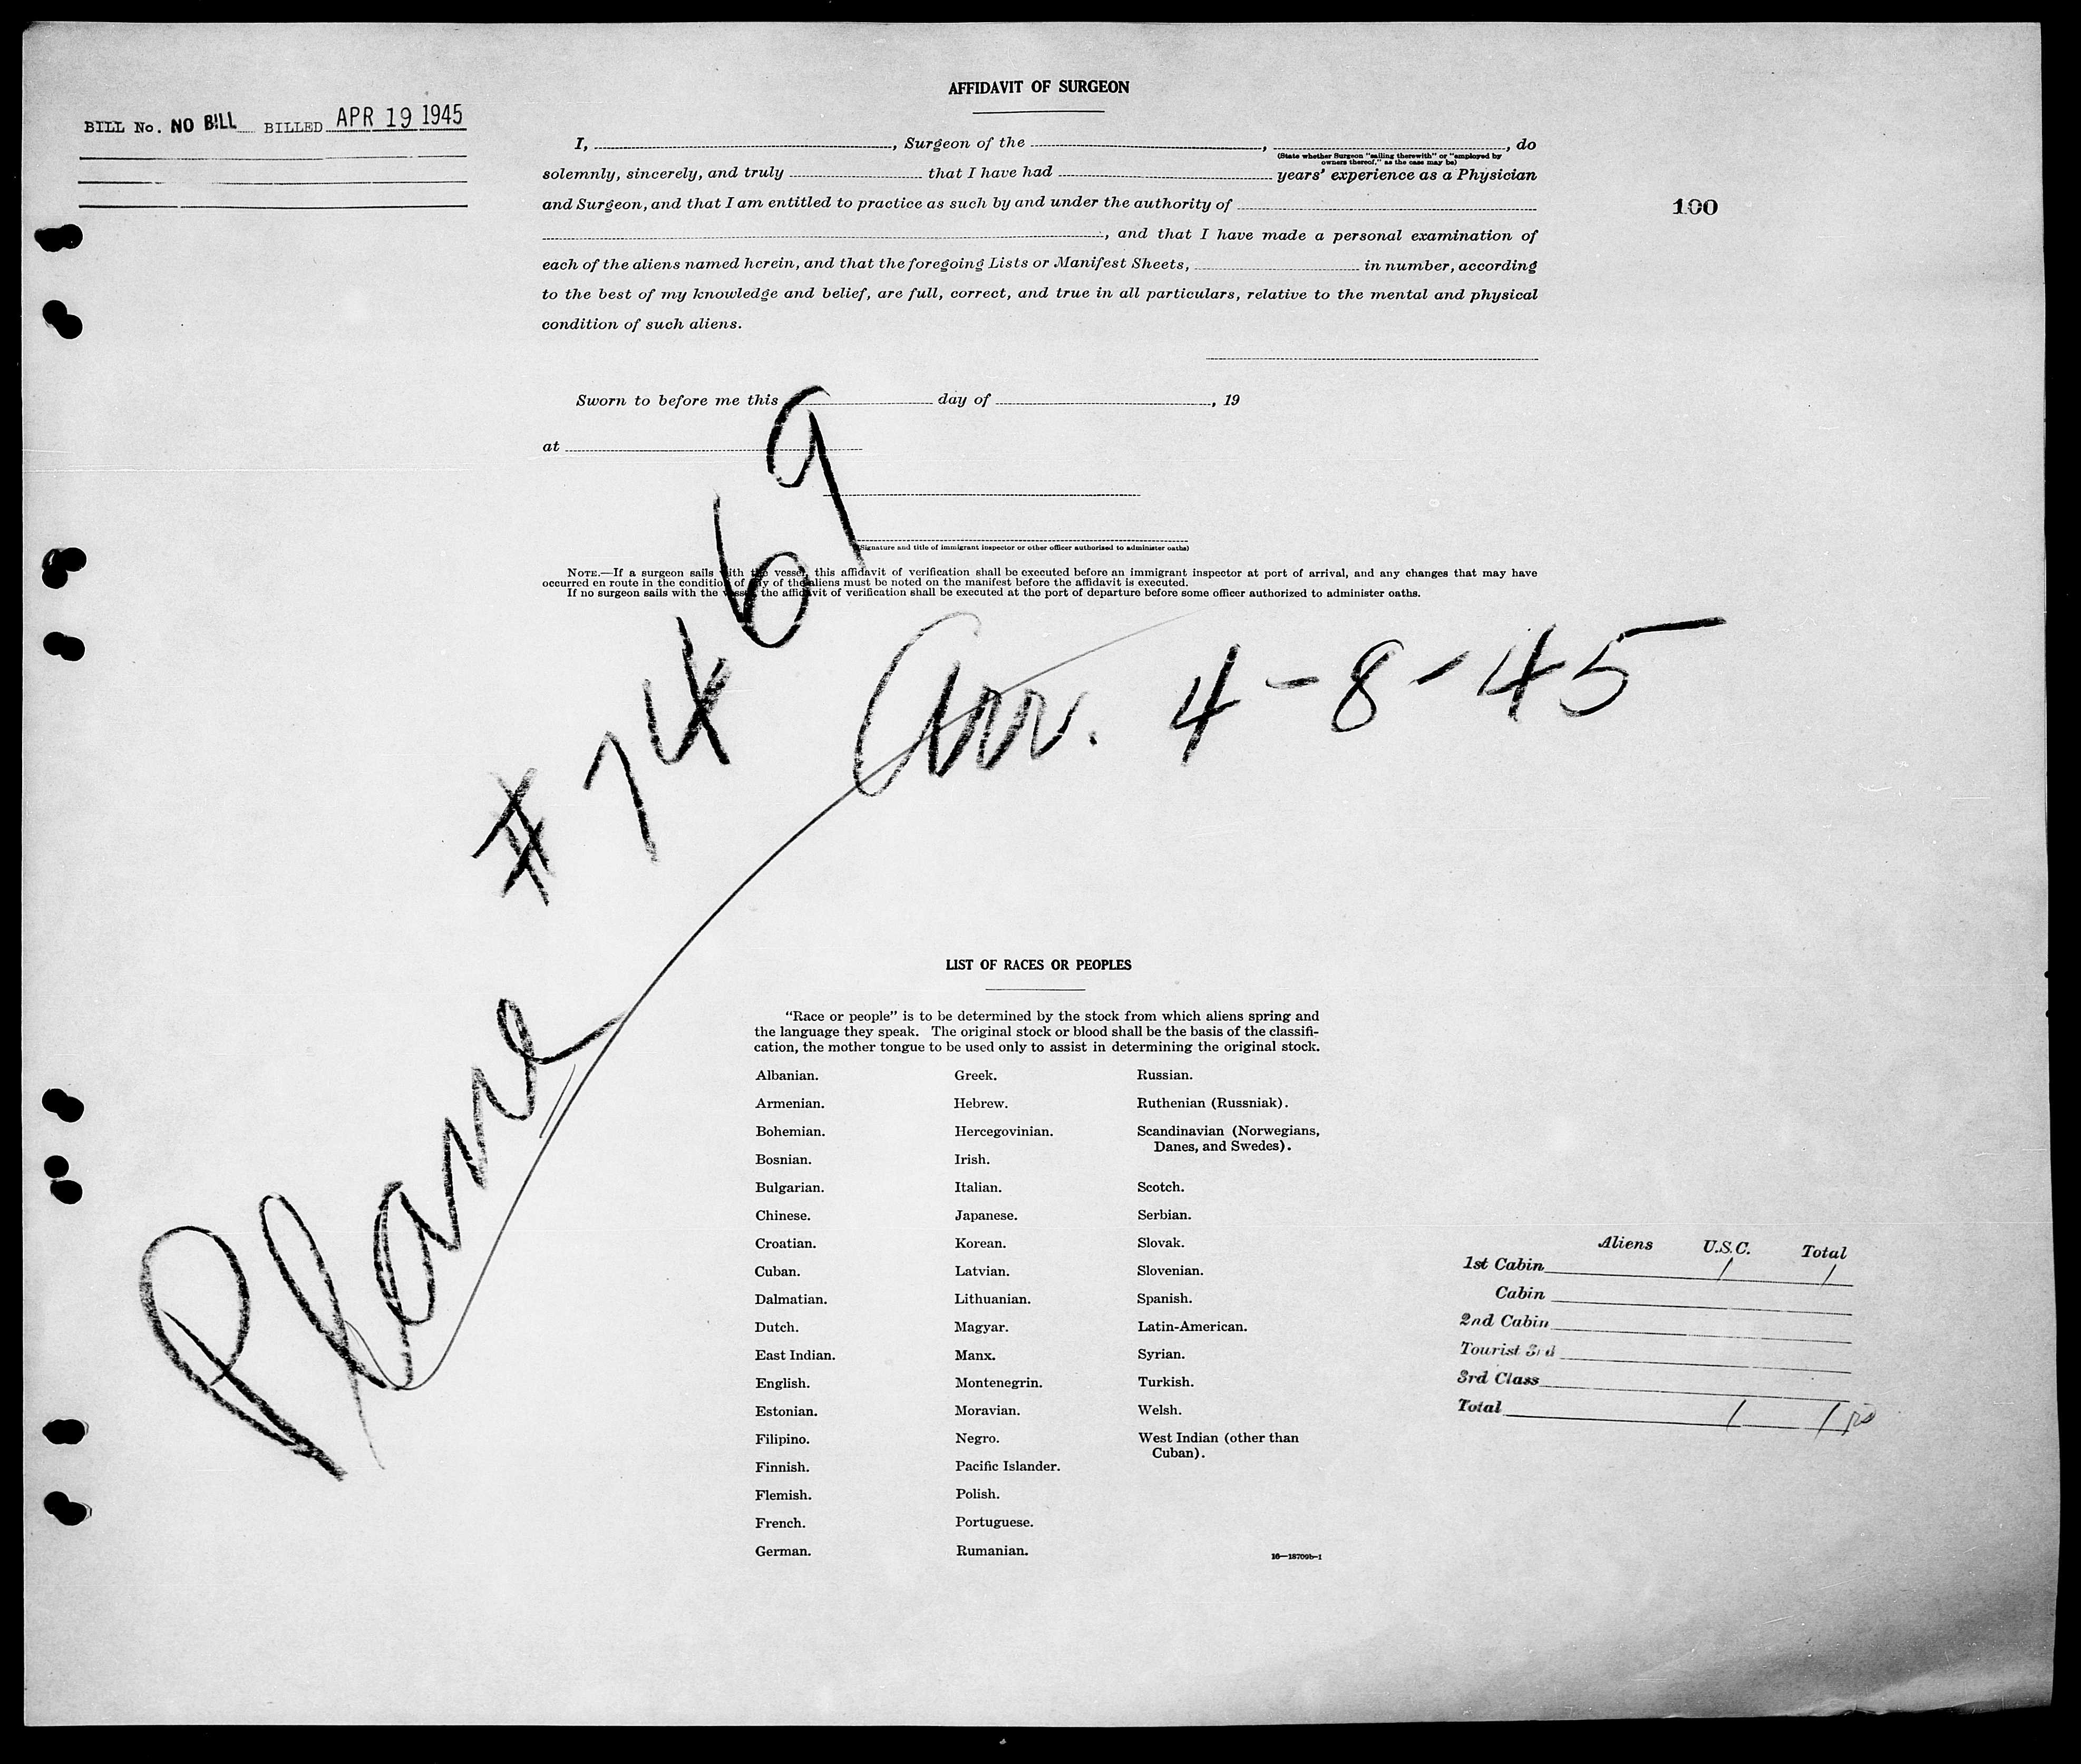 AFFIDAVIT OF SURGEON
BILL No. NO BILL BILLED APR 19 1945
I, , Surgeon of the , , do
(State whether Surgeon "sailing therewith" or "employed by
owners thereof," as the case may be)
solemnly, sincerely, and truly that I have had years' experience as a Physician
and Surgeon, and that I am entitled to practice as such by and under the authority of
100
, and that I have made a personal examination of
each of the aliens named herein, and that the foregoing Lists or Manifest Sheets, in number, according
to the best of my knowledge and belief, are full, correct, and true in all particulars, relative to the mental and physical
condition of such aliens.
Sworn to before me this day of , 19
at
(Signature and title of immigrant inspector or other officer authorized to administer oaths)
NOTE.—If a surgeon sails with the vessel, this affidavit of verification shall be executed before an immigrant inspector at port of arrival, and any changes that may have
occurred en route in the condition of any of the aliens must be noted on the manifest before the affidavit is executed.
If no surgeon sails with the vessel, the affidavit of verification shall be executed at the port of departure before some officer authorized to administer oaths.
Plane # 7469
Arr. 4-8-45
LIST OF RACES OR PEOPLES
"Race or people" is to be determined by the stock from which aliens spring and
the language they speak. The original stock or blood shall be the basis of the classifi-
cation, the mother tongue to be used only to assist in determining the original stock.
Albanian.
Armenian.
Bohemian.
Bosnian.
Bulgarian.
Chinese.
Croatian.
Cuban.
Dalmatian.
Dutch.
East Indian.
English.
Estonian.
Filipino.
Finnish.
Flemish.
French.
German.
Greek.
Hebrew.
Hercegovinian.
Irish.
Italian.
Japanese.
Korean.
Latvian.
Lithuanian.
Magyar.
Manx.
Montenegrin.
Moravian.
Negro.
Pacific Islander.
Polish.
Portuguese.
Rumanian.
Russian.
Ruthenian (Russniak).
Scandinavian (Norwegians,
Danes, and Swedes).
Scotch.
Serbian.
Slovak.
Slovenian.
Spanish.
Latin-American.
Syrian.
Turkish.
Welsh.
West Indian (other than
Cuban).
16—18709b-1
Aliens U.S.C. Total
1st Cabin 1 1
Cabin
2nd Cabin
Tourist 3rd
3rd Class
Total 1 1